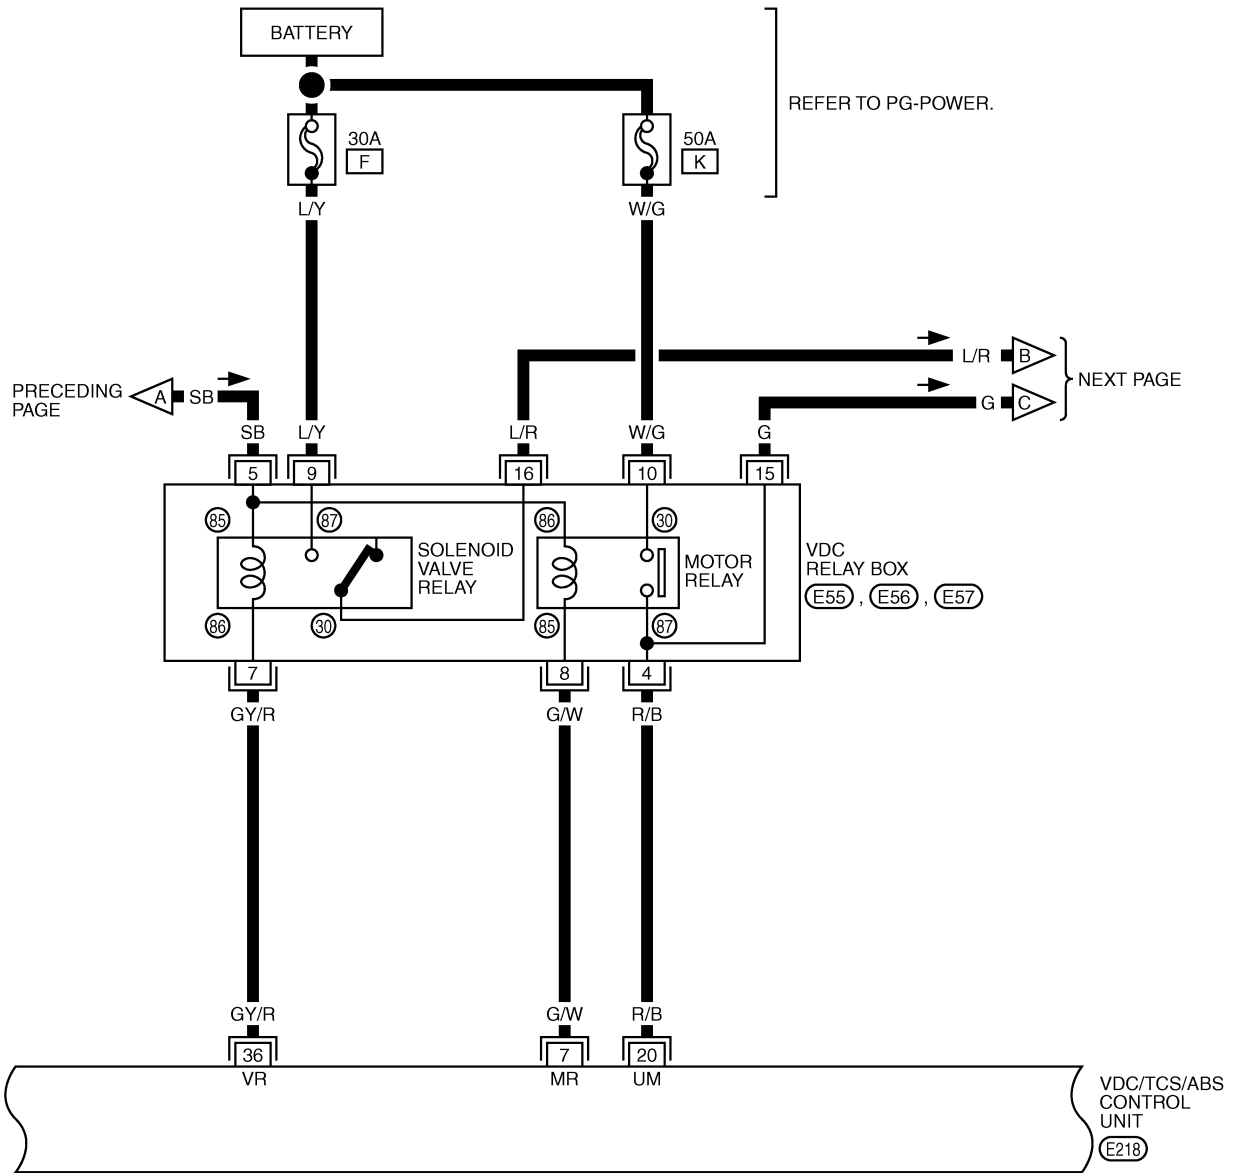 BATTERY
REFER TO PG-POWER.
30A
F
50A
K
L/Y
W/G
L/R
B
PRECEDING
PAGE
A
SB
NEXT PAGE
G
C
SB
L/Y
L/R
W/G
G
5
9
16
10
15
85
87
86
30
SOLENOID
VALVE
RELAY
MOTOR
RELAY
VDC
RELAY BOX
E55 , E56 , E57
86
30
85
87
7
8
4
GY/R
G/W
R/B
GY/R
G/W
R/B
36
7
20
VR
MR
UM
VDC/TCS/ABS
CONTROL
UNIT
E218